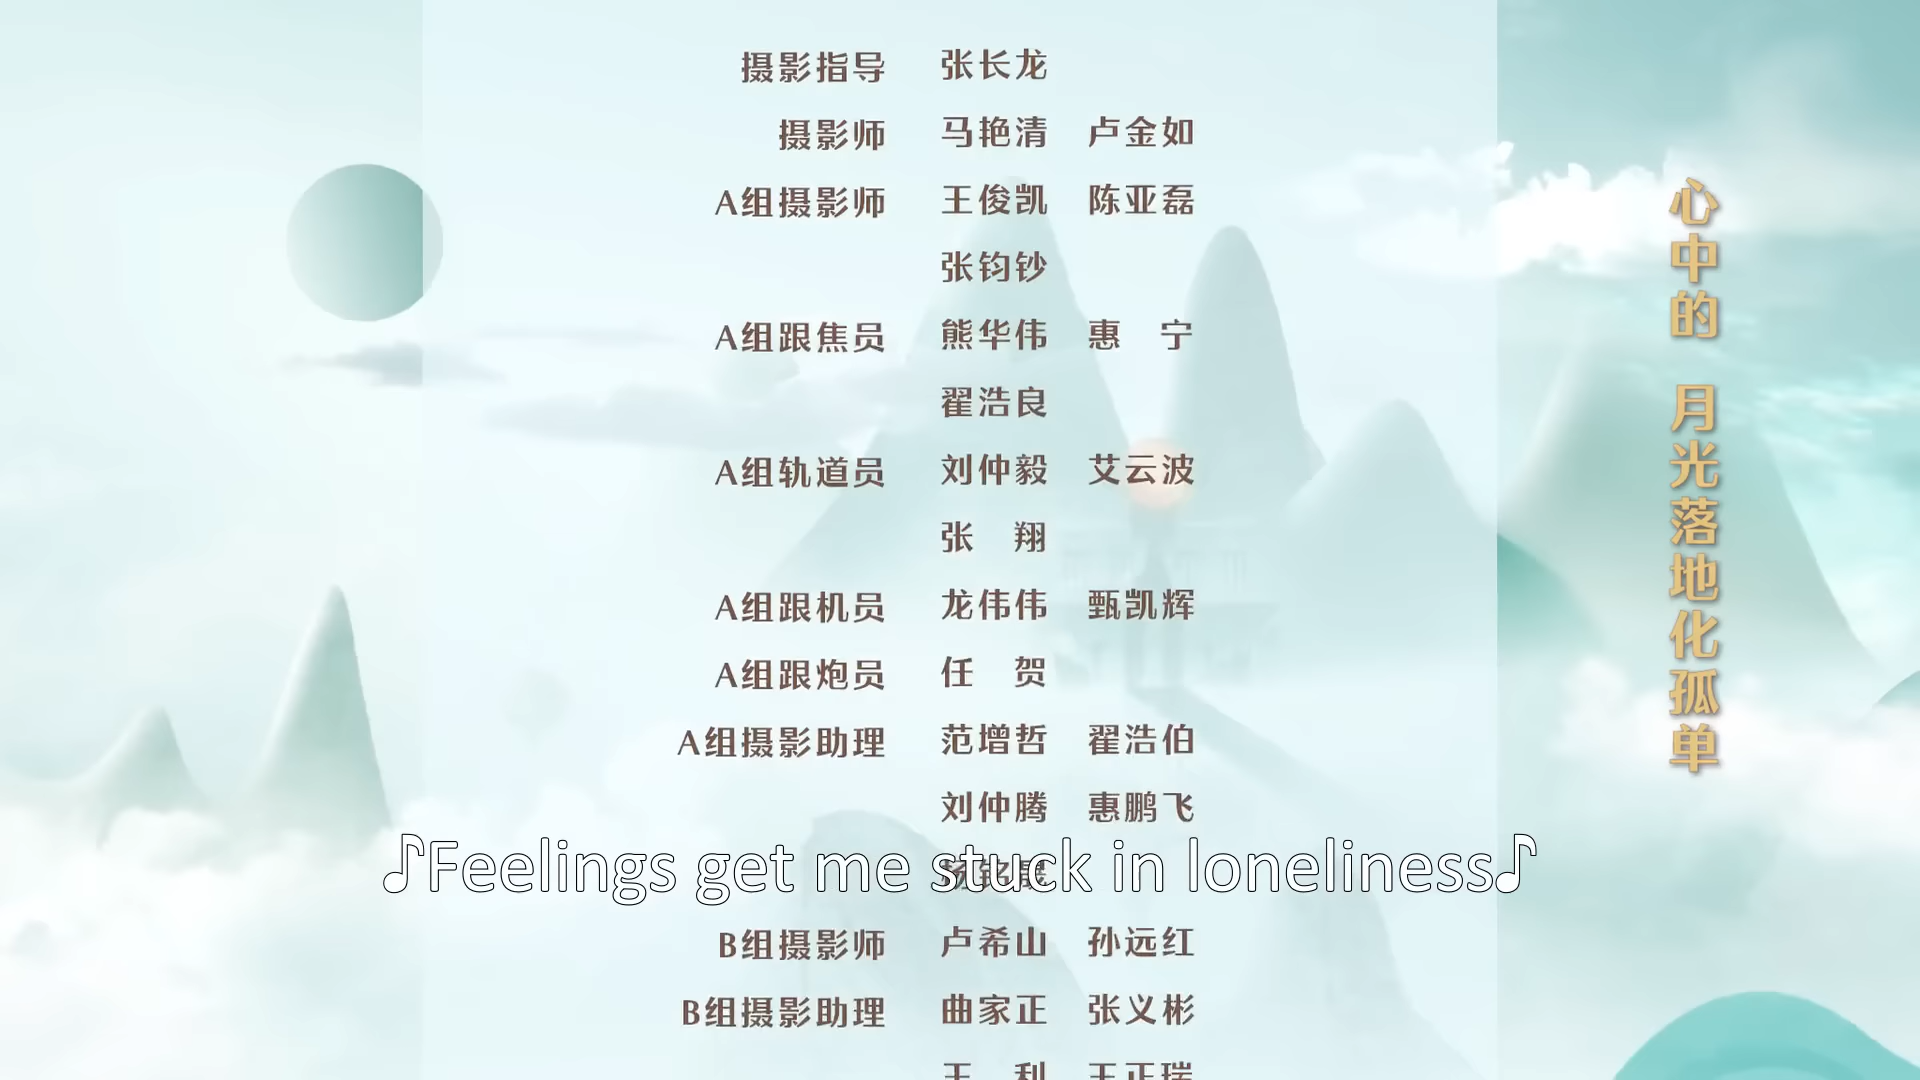 摄影指导 张长龙
摄影师 马艳清 卢金如
A组摄影师 王俊凯 陈亚磊
张钧钞
A组跟焦员 熊华伟 惠 宁
翟浩良
A组轨道员 刘仲毅 艾云波
张 翔
A组跟机员 龙伟伟 甄凯辉
A组跟炮员 任 贺
A组摄影助理 范增哲 翟浩伯
刘仲腾 惠鹏飞
♪Feelings get me stuck in loneliness♪
B组摄影师 卢希山 孙远红
B组摄影助理 曲家正 张义彬
王 利 王正瑞
心中的 月光落地化孤单